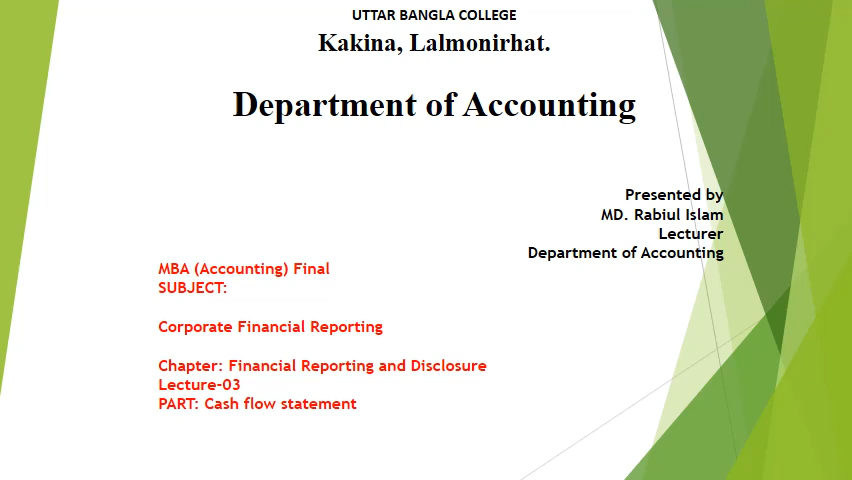 UTTAR BANGLA COLLEGE
Kakina, Lalmonirhat.
Department of Accounting
Presented by
MD. Rabiul Islam
Lecturer
Department of Accounting
MBA (Accounting) Final
SUBJECT:
Corporate Financial Reporting
Chapter: Financial Reporting and Disclosure
Lecture-03
PART: Cash flow statement